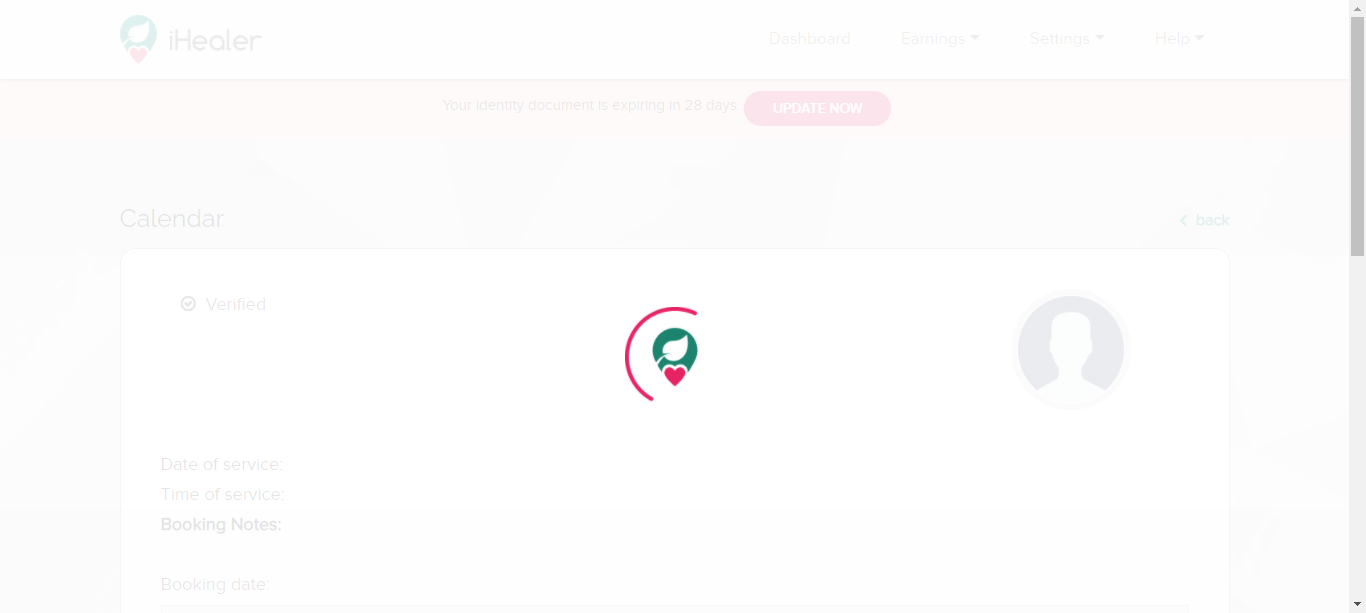 iHealer
Dashboard
Earnings
Settings
Help
Your identity document is expiring in 28 days
UPDATE NOW
Calendar
back
Verified
Date of service:
Time of service:
Booking Notes:
Booking date: